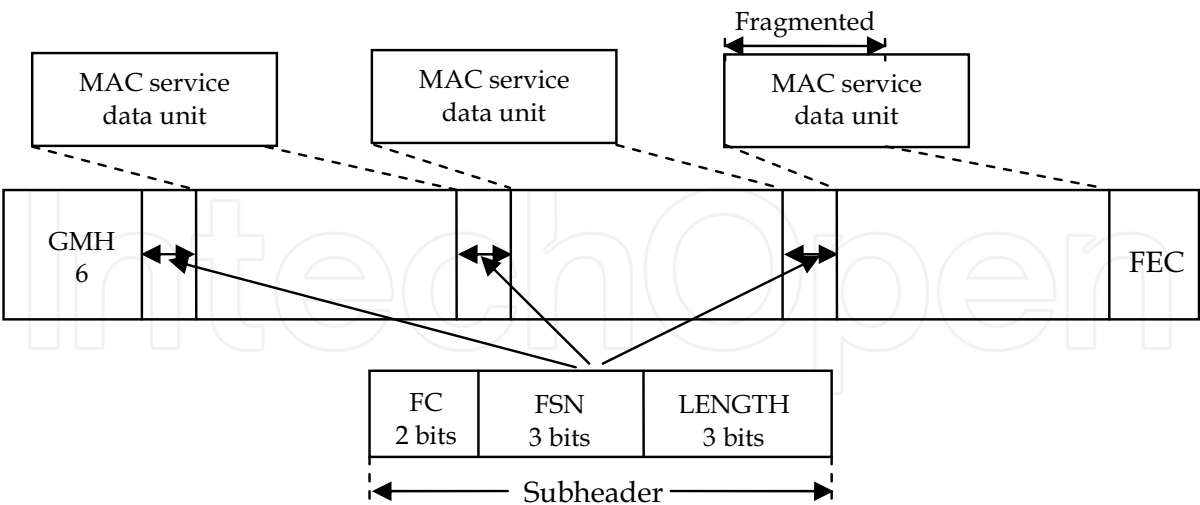 Fragmented
MAC service
data unit
MAC service
data unit
MAC service
data unit
GMH
6
FEC
IntechOpen
FC
2 bits
FSN
3 bits
LENGTH
3 bits
Subheader